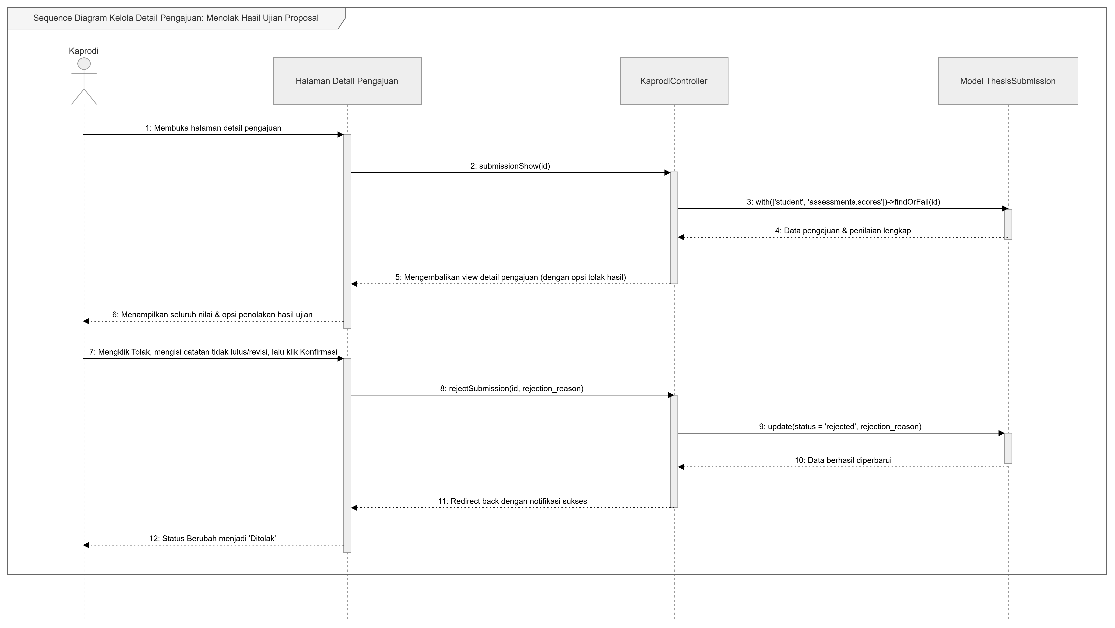 Sequence Diagram Kelola Detail Pengajuan: Menolak Hasil Ujian Proposal
Kaprodi
Halaman Detail Pengajuan
KaprodiController
Model ThesisSubmission
1: Membuka halaman detail pengajuan
2: submissionShow(id)
3: with(['student', 'assessments.scores'])->findOrFail(id)
4: Data pengajuan & penilaian lengkap
5: Mengembalikan view detail pengajuan (dengan opsi tolak hasil)
6: Menampilkan seluruh nilai & opsi penolakan hasil ujian
7: Mengklik Tolak, mengisi catatan tidak lulus/revisi, lalu klik Konfirmasi
8: rejectSubmission(id, rejection_reason)
9: update(status = 'rejected', rejection_reason)
10: Data berhasil diperbarui
11: Redirect back dengan notifikasi sukses
12: Status Berubah menjadi 'Ditolak'